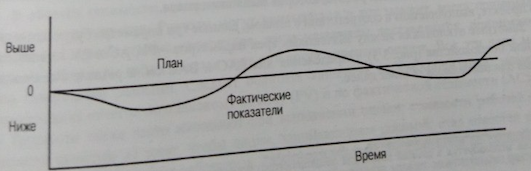 Выше
План
0
Фактические
показатели
Ниже
Время